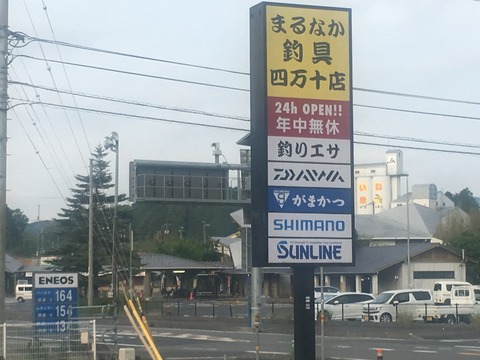 まるなか
釣具
四万十店
24h OPEN!!
年中無休
釣りエサ
DAIWA
がまかつ
SHIMANO
SUNLINE
ENEOS
164
154